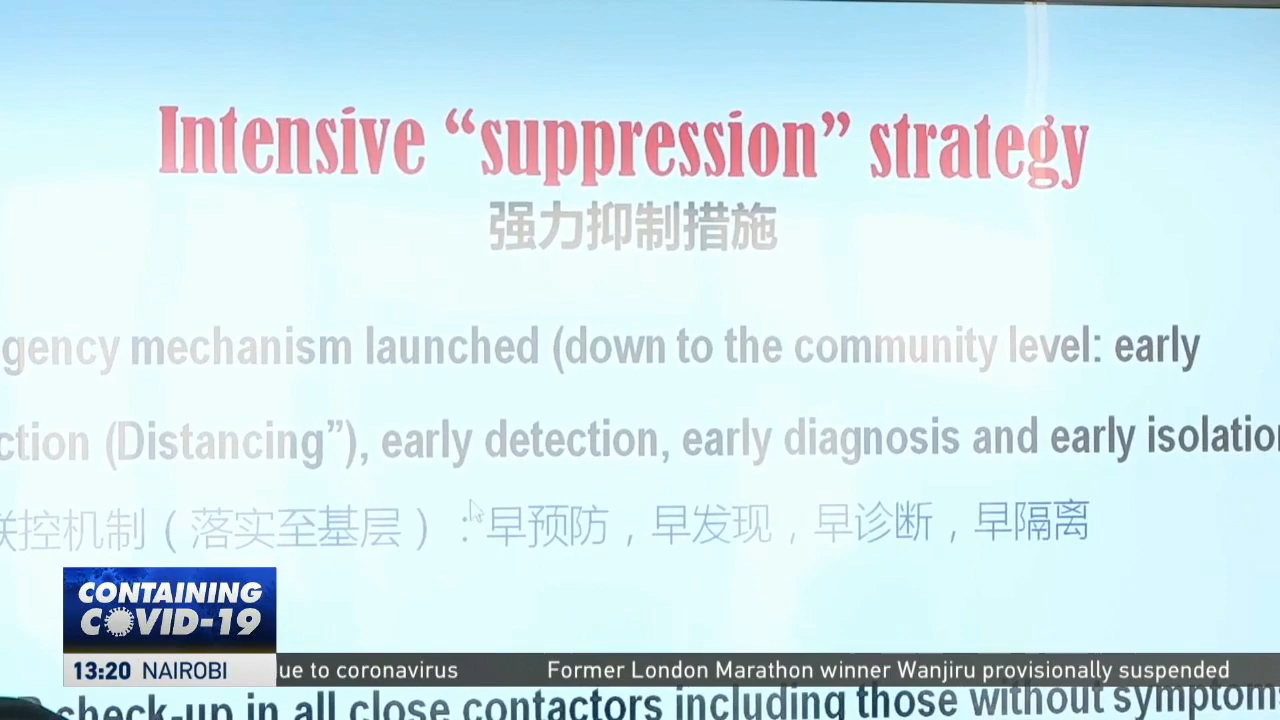 Intensive “suppression” strategy
强力抑制措施
gency mechanism launched (down to the community level: early
ction (Distancing”), early detection, early diagnosis and early isolation
联控机制（落实至基层）：早预防，早发现，早诊断，早隔离
CONTAINING
COVID-19
13:20 NAIROBI
ue to coronavirus Former London Marathon winner Wanjiru provisionally suspended
check-up in all close contactors including those without symptom